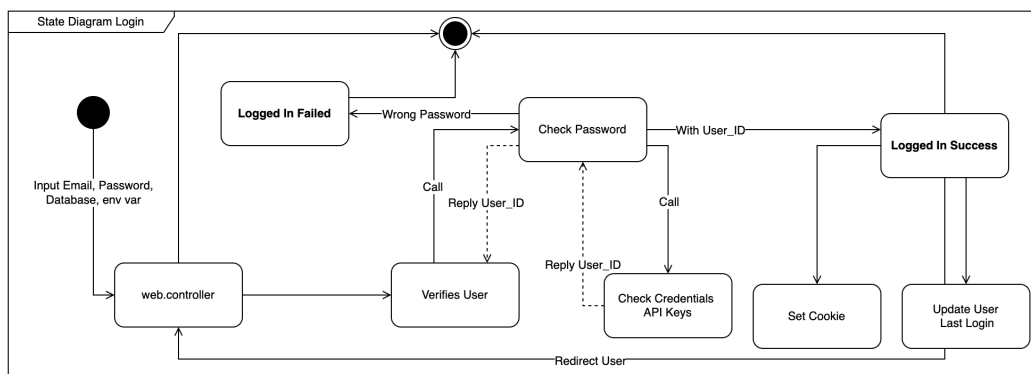 State Diagram Login
Logged In Failed
Wrong Password
Check Password
With User_ID
Logged In Success
Input Email, Password,
Database, env var
Call
Reply User_ID
Call
Reply User_ID
web.controller
Verifies User
Check Credentials
API Keys
Set Cookie
Update User
Last Login
Redirect User